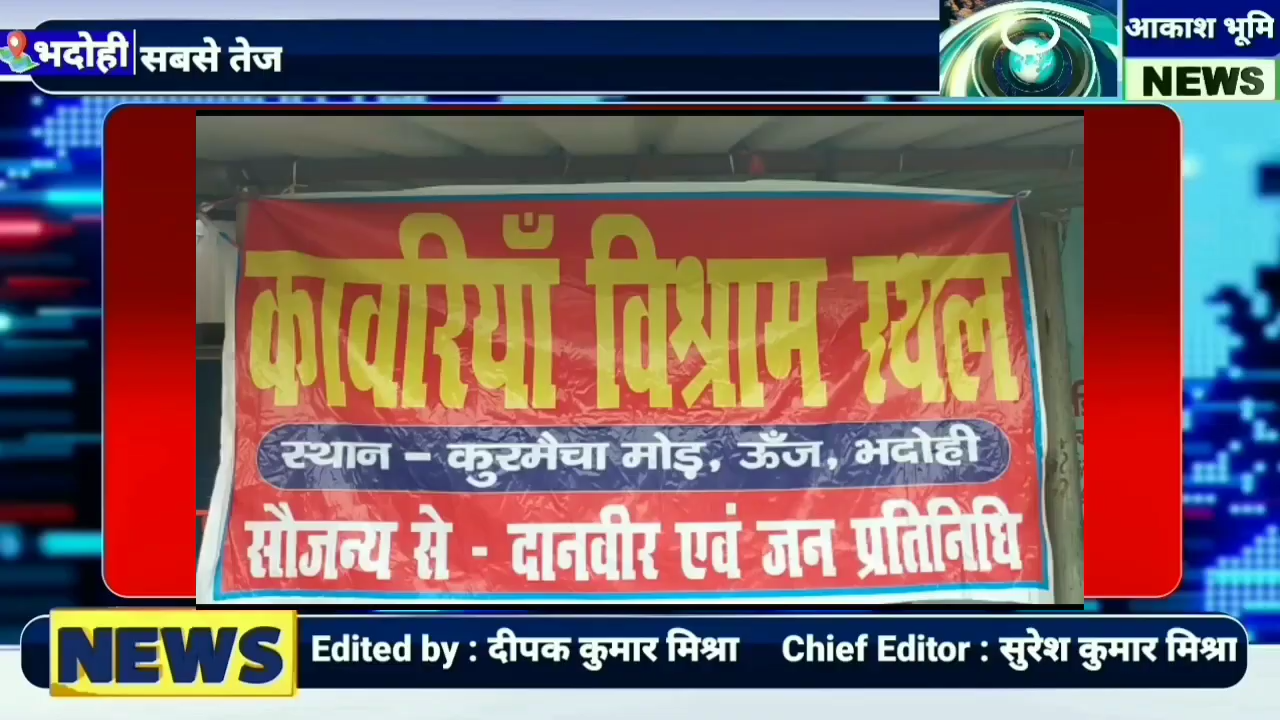 भदोही सबसे तेज
आकाश भूमि
NEWS
कावरियाँ विश्राम स्थल
स्थान - कुरमैचा मोड़, ऊँज, भदोही
सौजन्य से - दानवीर एवं जन प्रतिनिधि
NEWS Edited by : दीपक कुमार मिश्रा Chief Editor : सुरेश कुमार मिश्रा